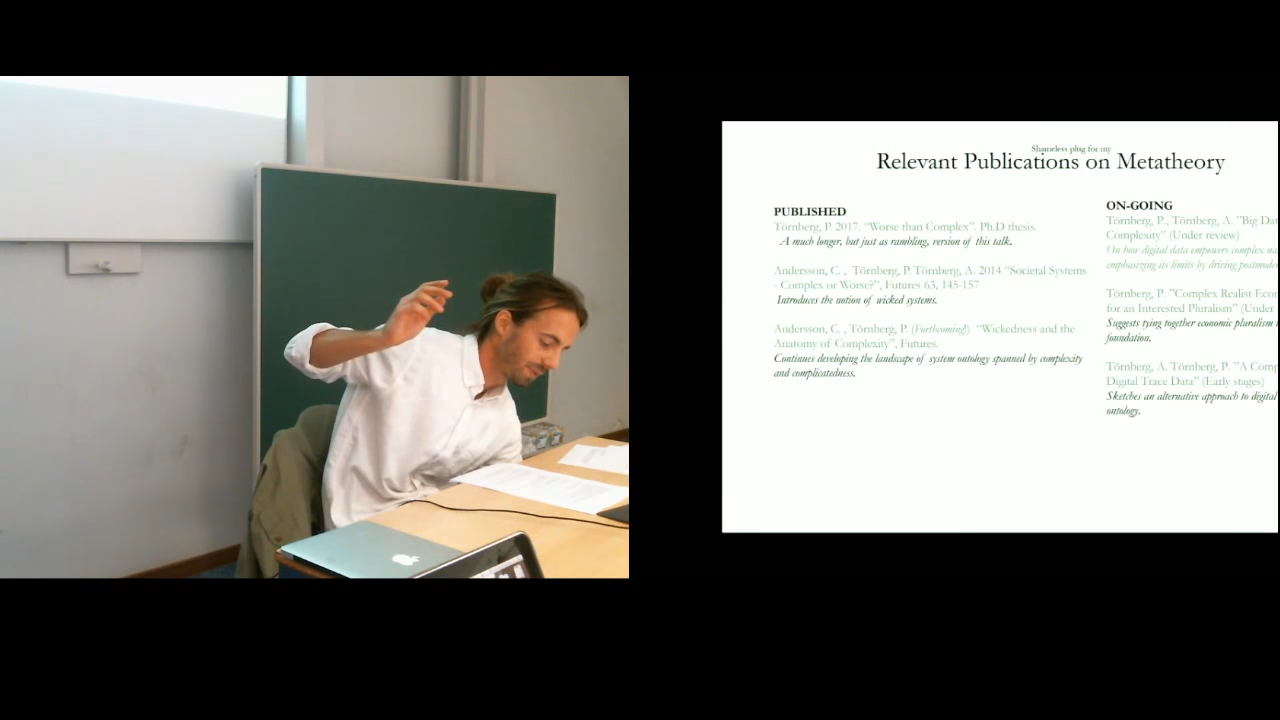 Shameless plug for my
Relevant Publications on Metatheory
PUBLISHED
Törnberg, P. 2017. “Worse than Complex”. Ph.D thesis.
A much longer, but just as rambling, version of this talk.
Andersson, C. , Törnberg, P. Törnberg, A. 2014 “Societal Systems
- Complex or Worse?”, Futures 63, 145-157
Introduces the notion of wicked systems.
Andersson, C. , Törnberg, P. (Forthcoming!) “Wickedness and the
Anatomy of Complexity”, Futures.
Continues developing the landscape of system ontology spanned by complexity
and complicatedness.
ON-GOING
Törnberg, P., Törnberg, A. ”Big
Complexity” (Under review)
On how digital data empowers complex
emphasizing its limits by driving
Törnberg, P. ”Complex Realist
for an Interested Pluralism” (Under
Suggests tying together economic pluralism
foundation.
Törnberg, A. Törnberg, P. ”A
Digital Trace Data” (Early stages)
Sketches an alternative approach to digital
ontology.